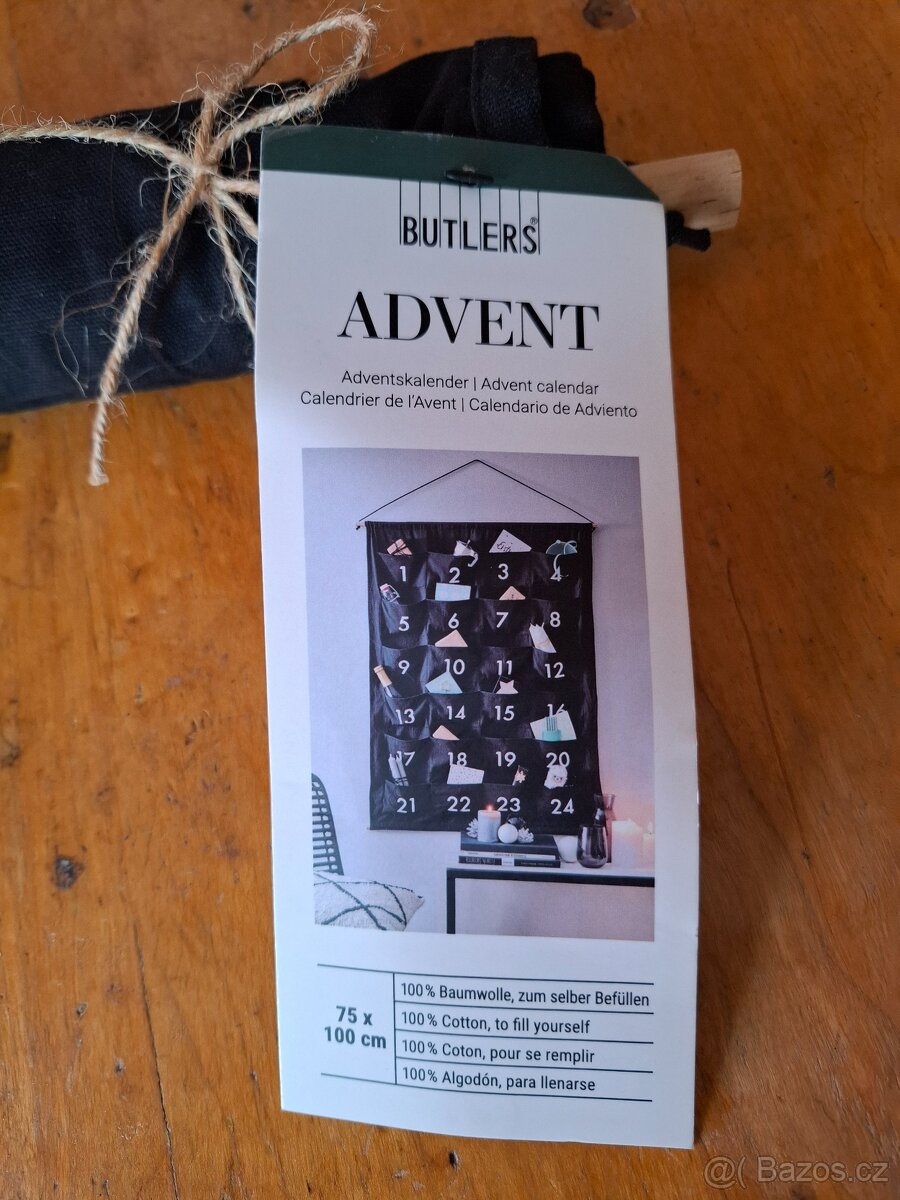 BUTLERS®
ADVENT
Adventskalender | Advent calendar
Calendrier de l'Avent | Calendario de Adviento
1 2 3 4
5 6 7 8
9 10 11 12
13 14 15 16
17 18 19 20
21 22 23 24
75 x
100 cm
100 % Baumwolle, zum selber Befüllen
100 % Cotton, to fill yourself
100 % Coton, pour se remplir
100 % Algodón, para llenarse
@( Bazos.cz